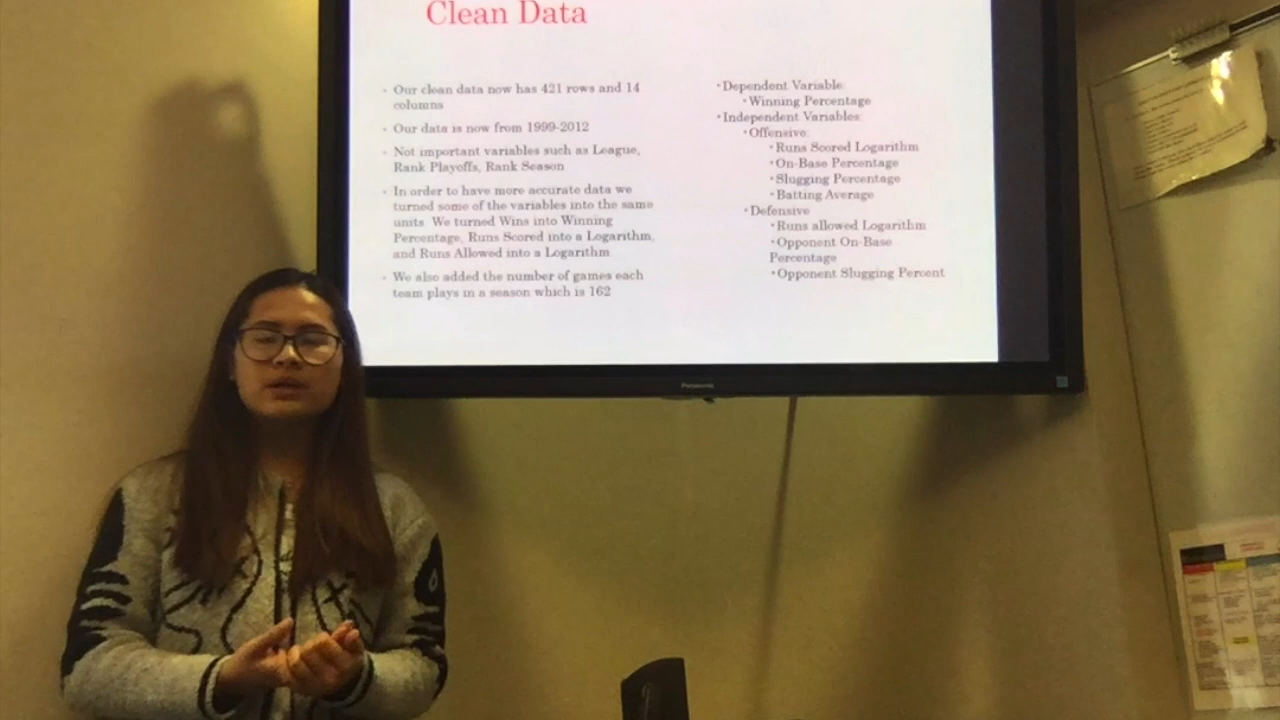 Clean Data
• Our clean data now has 421 rows and 14
columns
• Our data is now from 1999-2012
• Not important variables such as League,
Rank Playoffs, Rank Season
• In order to have more accurate data we
turned some of the variables into the same
units. We turned Wins into Winning
Percentage, Runs Scored into a Logarithm,
and Runs Allowed into a Logarithm.
• We also added the number of games each
team plays in a season which is 162
• Dependent Variable:
• Winning Percentage
• Independent Variables:
• Offensive:
• Runs Scored Logarithm
• On-Base Percentage
• Slugging Percentage
• Batting Average
• Defensive
• Runs allowed Logarithm
• Opponent On-Base
Percentage
• Opponent Slugging Percent
Panasonic